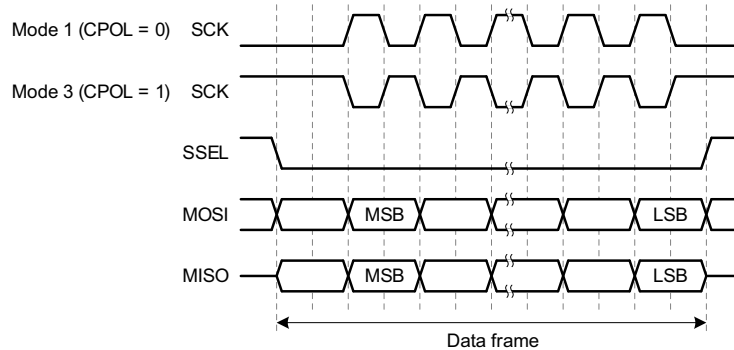 Mode 1 (CPOL = 0) SCK
Mode 3 (CPOL = 1) SCK
SSEL
MOSI MSB LSB
MISO MSB LSB
Data frame